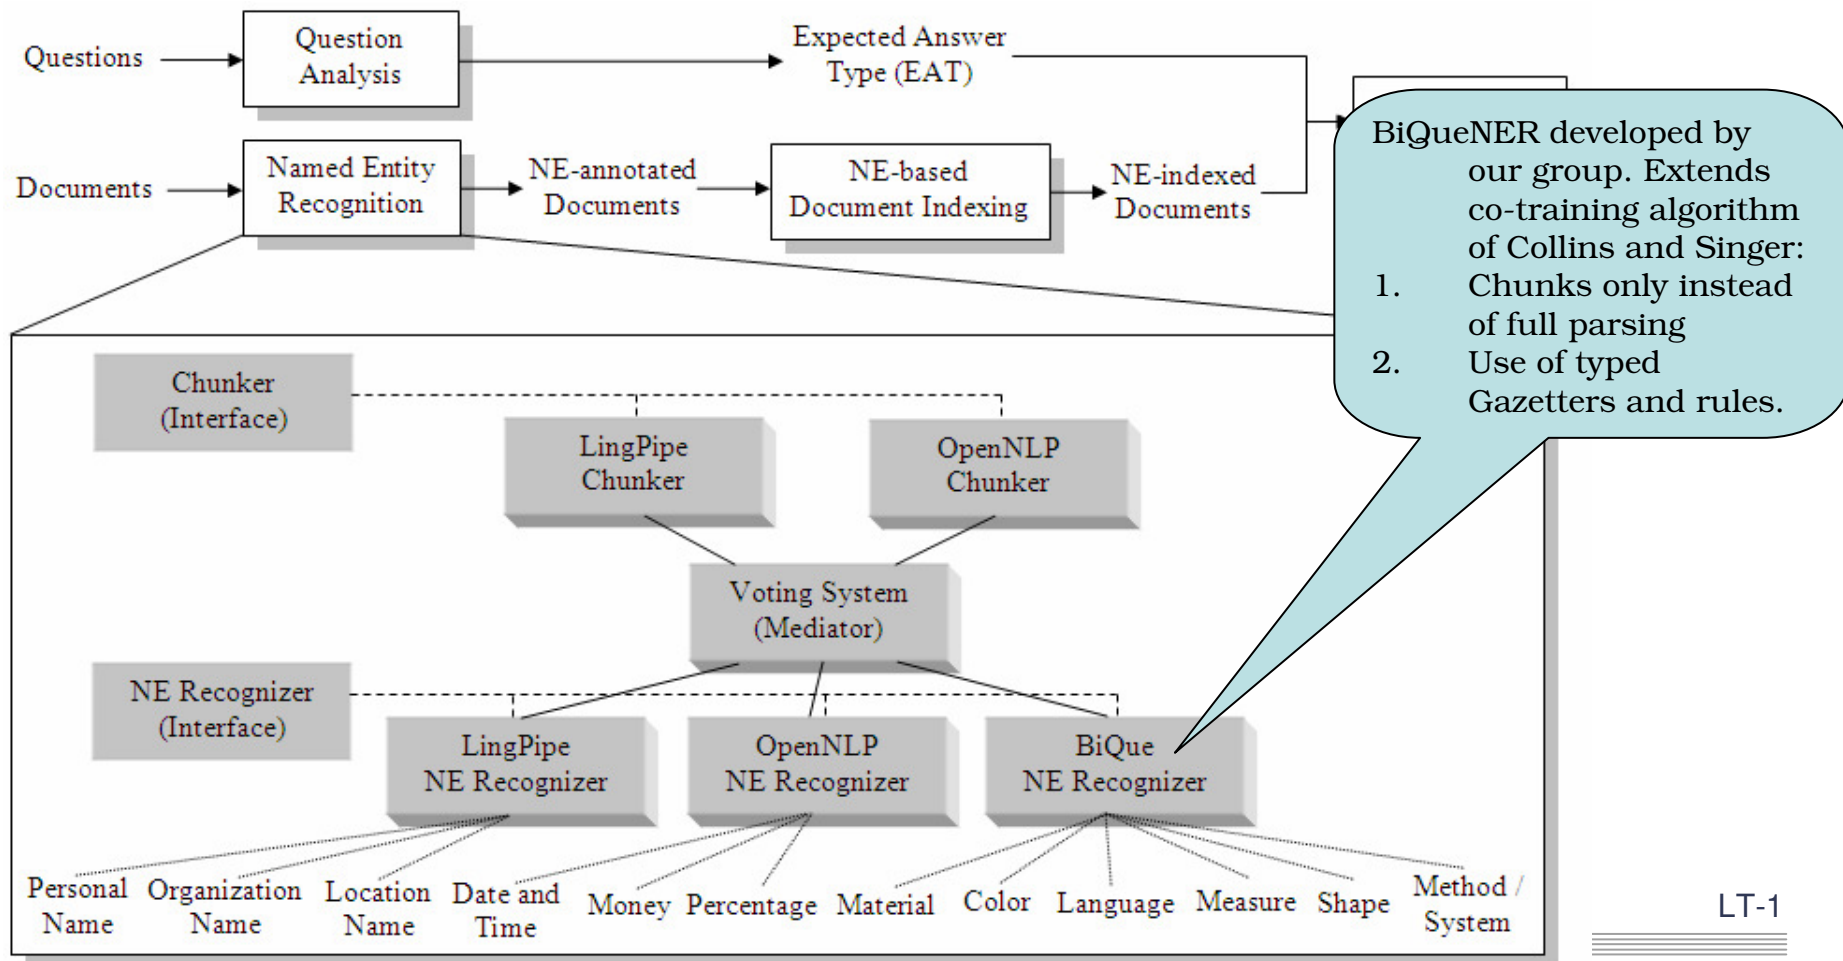 Questions
Question
Analysis
Expected Answer
Type (EAT)
Documents
Named Entity
Recognition
NE-annotated
Documents
NE-based
Document Indexing
NE-indexed
Documents
BiQueNER developed by
our group. Extends
co-training algorithm
of Collins and Singer:
1. Chunks only instead
of full parsing
2. Use of typed
Gazetters and rules.
Chunker
(Interface)
LingPipe
Chunker
OpenNLP
Chunker
Voting System
(Mediator)
NE Recognizer
(Interface)
LingPipe
NE Recognizer
OpenNLP
NE Recognizer
BiQue
NE Recognizer
Personal
Name
Organization
Name
Location
Name
Date and
Time
Money
Percentage
Material
Color
Language
Measure
Shape
Method /
System
LT-1